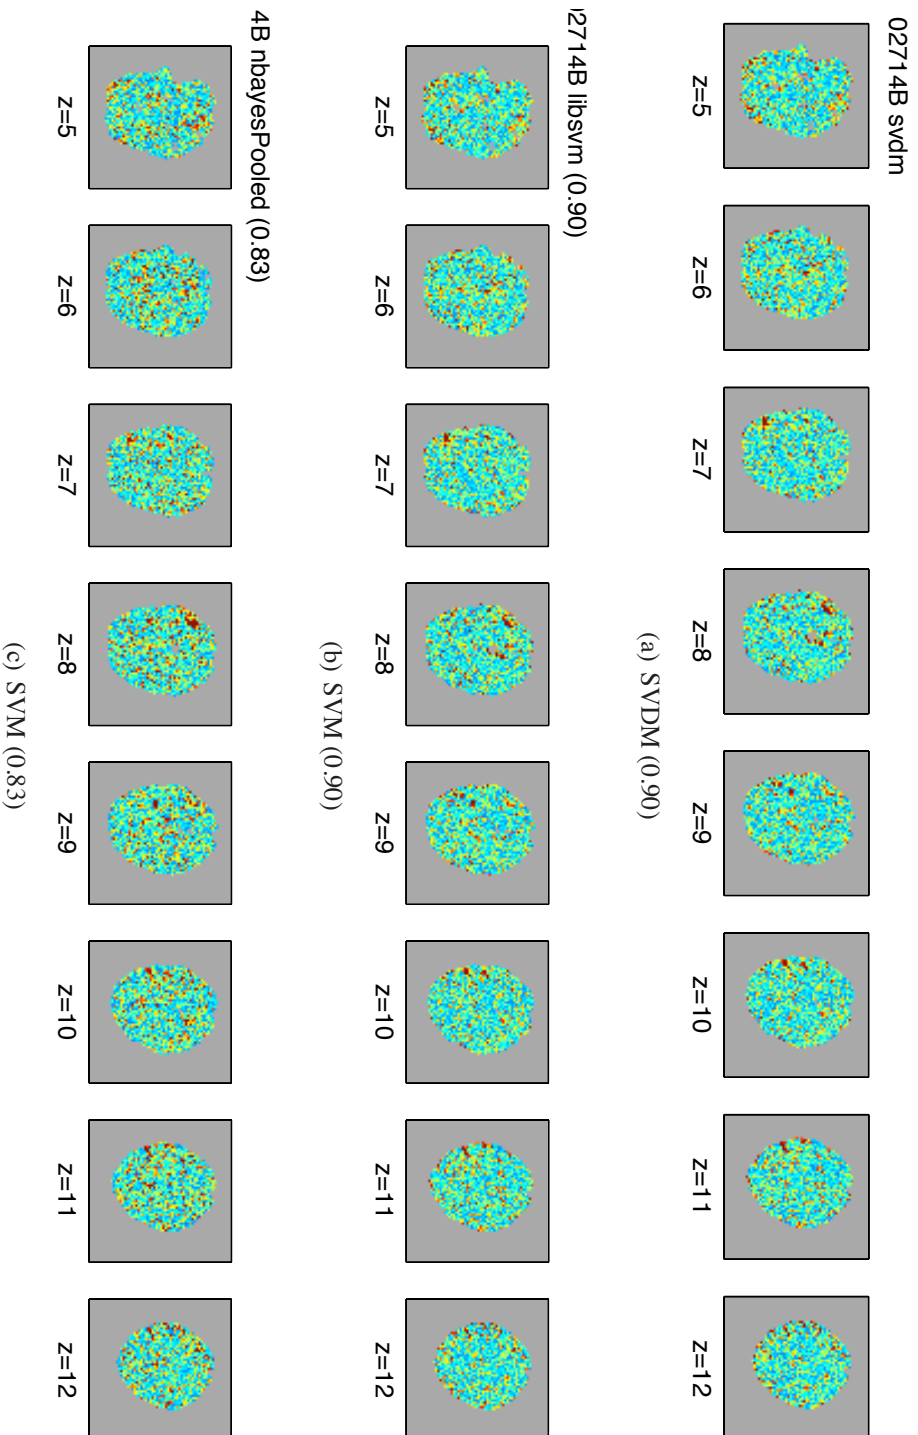 02714B svdm
z=5 z=6 z=7 z=8 z=9 z=10 z=11 z=12
(a) SVDM (0.90)
02714B libsvm (0.90)
z=5 z=6 z=7 z=8 z=9 z=10 z=11 z=12
(b) SVM (0.90)
4B nbayesPooled (0.83)
z=5 z=6 z=7 z=8 z=9 z=10 z=11 z=12
(c) SVM (0.83)